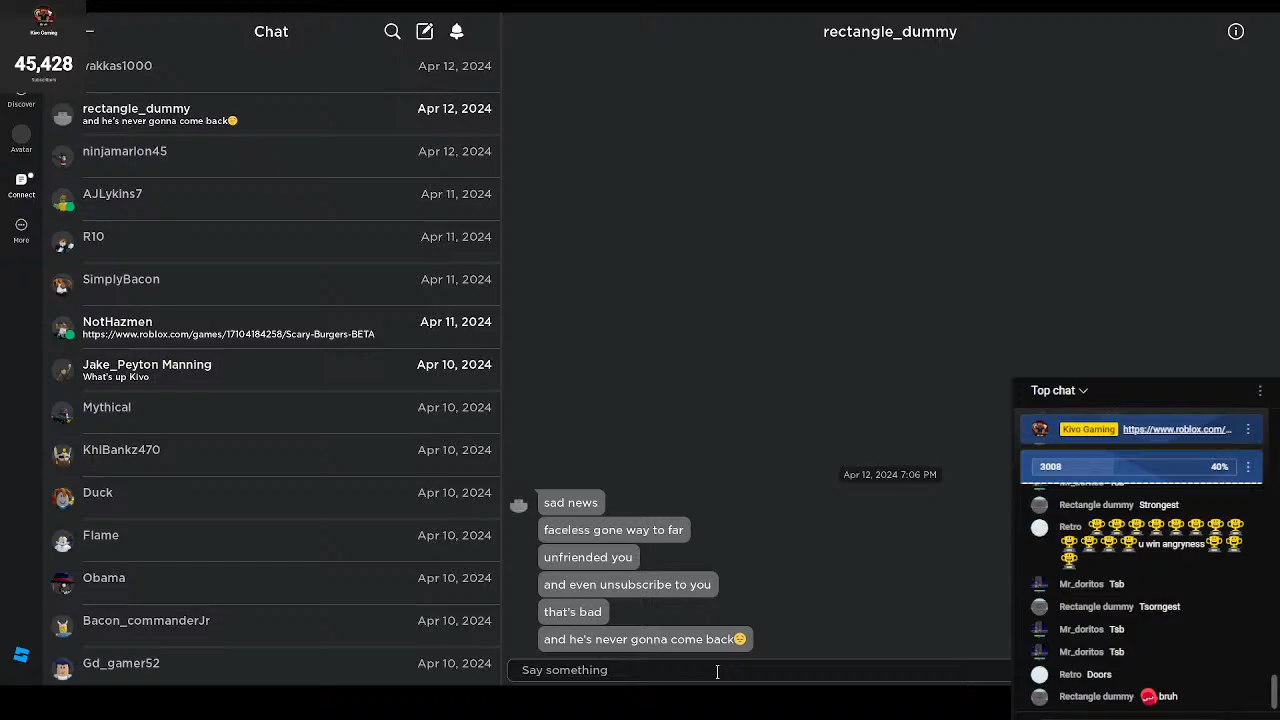 Kivo Gaming
45,428
Subscribers
Discover
Avatar
Connect
More
Chat
vakkas1000
Apr 12, 2024
rectangle_dummy
Apr 12, 2024
and he's never gonna come back😔
ninjamarlon45
Apr 12, 2024
AJLykins7
Apr 11, 2024
R10
Apr 11, 2024
SimplyBacon
Apr 11, 2024
NotHazmen
Apr 11, 2024
https://www.roblox.com/games/17104184258/Scary-Burgers-BETA
Jake_Peyton Manning
Apr 10, 2024
What's up Kivo
Mythical
Apr 10, 2024
KhlBankz470
Apr 10, 2024
Duck
Apr 10, 2024
Flame
Apr 10, 2024
Obama
Apr 10, 2024
Bacon_commanderJr
Apr 10, 2024
Gd_gamer52
Apr 10, 2024
rectangle_dummy
Apr 12, 2024 7:06 PM
sad news
faceless gone way to far
unfriended you
and even unsubscribe to you
that's bad
and he's never gonna come back😔
Say something
Top chat
Kivo Gaming https://www.roblox.com/...
3008 40%
Mr_doritos Tsb
Rectangle dummy Strongest
Retro 🏆🏆🏆🏆🏆🏆🏆🏆
🏆🏆🏆🏆u win angryness🏆🏆
🏆
Mr_doritos Tsb
Rectangle dummy Tsorngest
Mr_doritos Tsb
Mr_doritos Tsb
Retro Doors
Rectangle dummy bruh